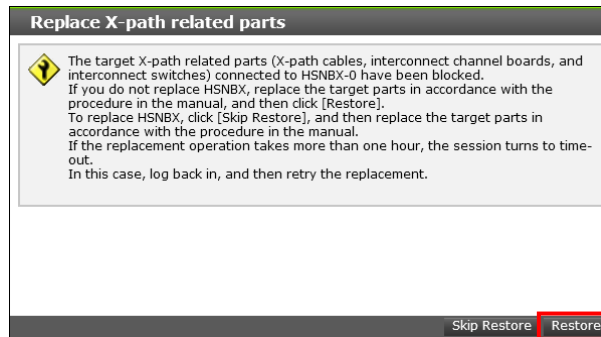 Replace X-path related parts
The target X-path related parts (X-path cables, interconnect channel boards, and
interconnect switches) connected to HSNBX-0 have been blocked.
If you do not replace HSNBX, replace the target parts in accordance with the
procedure in the manual, and then click [Restore].
To replace HSNBX, click [Skip Restore], and then replace the target parts in
accordance with the procedure in the manual.
If the replacement operation takes more than one hour, the session turns to time-
out.
In this case, log back in, and then retry the replacement.
Skip Restore Restore